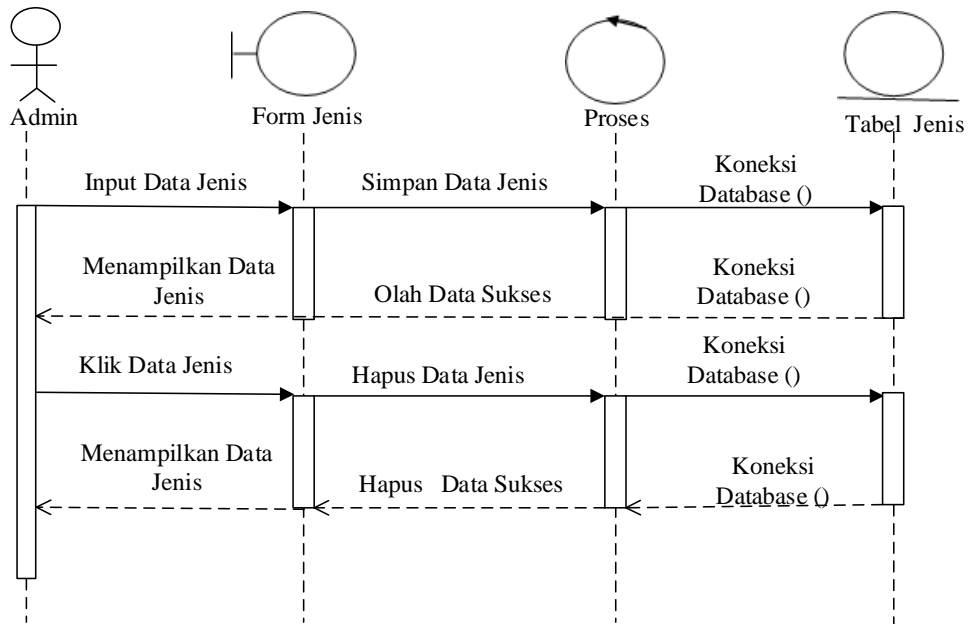 Admin
Form Jenis
Proses
Tabel Jenis
Input Data Jenis
Simpan Data Jenis
Koneksi
Database ()
Menampilkan Data
Jenis
Olah Data Sukses
Koneksi
Database ()
Klik Data Jenis
Hapus Data Jenis
Koneksi
Database ()
Menampilkan Data
Jenis
Hapus Data Sukses
Koneksi
Database ()